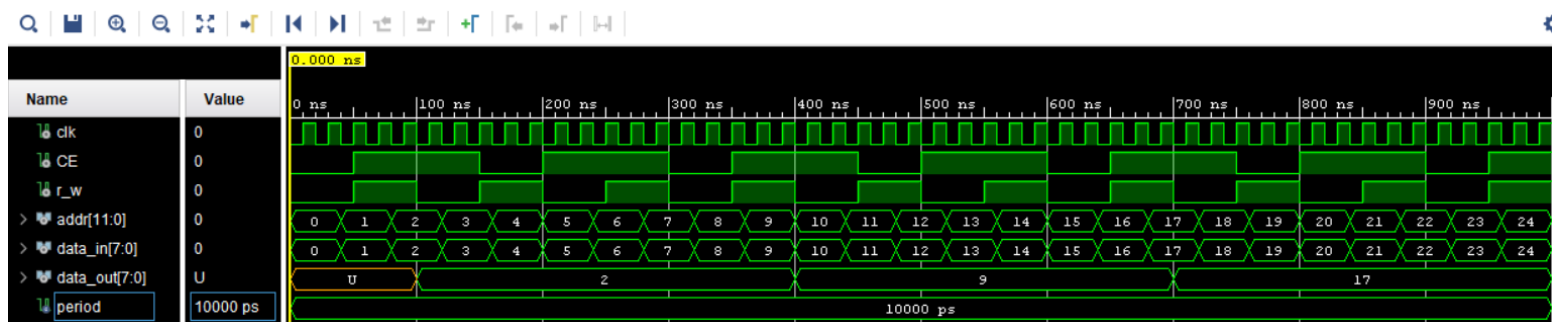 0.000 ns
Name Value
0 ns 100 ns 200 ns 300 ns 400 ns 500 ns 600 ns 700 ns 800 ns 900 ns
clk 0
CE 0
r_w 0
addr[11:0] 0 0 1 2 3 4 5 6 7 8 9 10 11 12 13 14 15 16 17 18 19 20 21 22 23 24
data_in[7:0] 0 0 1 2 3 4 5 6 7 8 9 10 11 12 13 14 15 16 17 18 19 20 21 22 23 24
data_out[7:0] U U 2 9 17
period 10000 ps 10000 ps